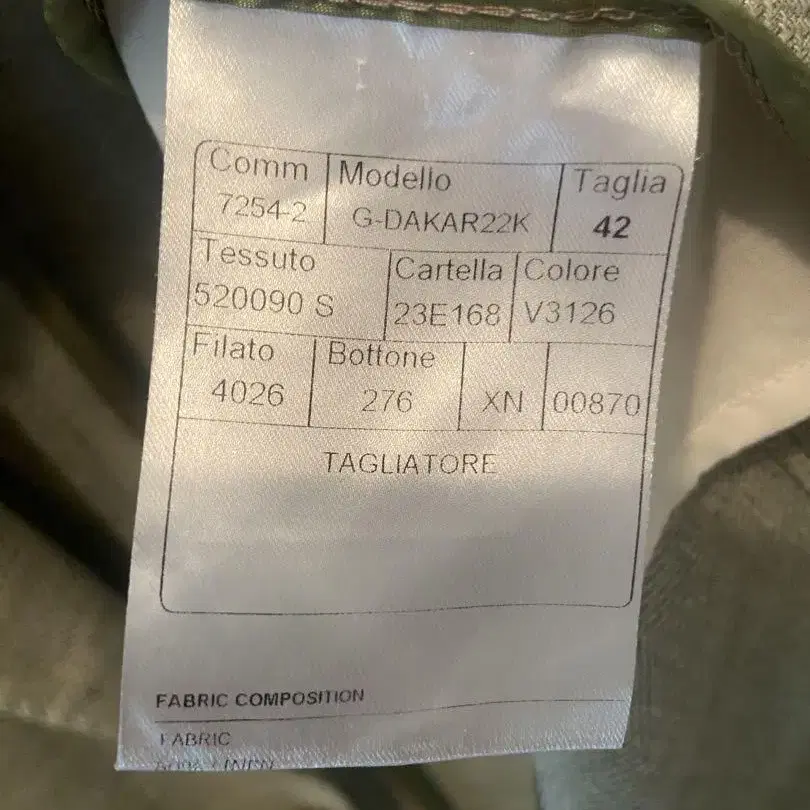 Comm Modello Taglia
7254-2 G-DAKAR22K 42
Tessuto Cartella Colore
520090 S 23E168 V3126
Filato Bottone
4026 276 XN 00870
TAGLIATORE
FABRIC COMPOSITION
FABRIC